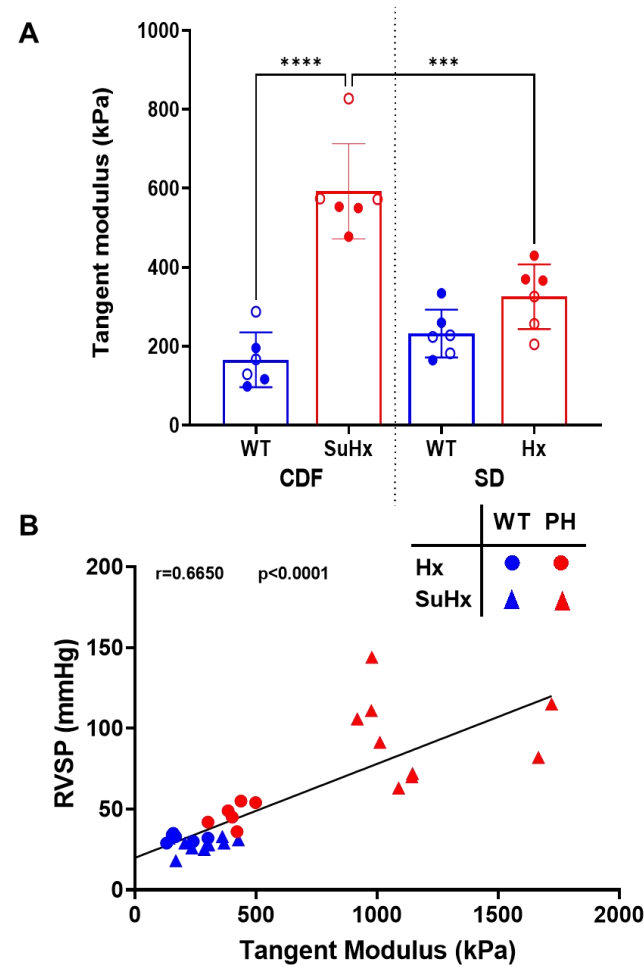 A
1000
800
600
400
200
0
Tangent modulus (kPa)
**** ***
WT SuHx WT Hx
CDF SD
B
WT PH
Hx
SuHx
r=0.6650 p<0.0001
200
150
100
50
0
RVSP (mmHg)
0 500 1000 1500 2000
Tangent Modulus (kPa)